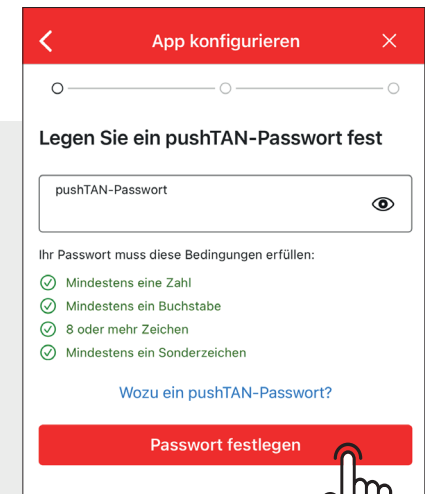 App konfigurieren
Legen Sie ein pushTAN-Passwort fest
pushTAN-Passwort
Ihr Passwort muss diese Bedingungen erfüllen:
Mindestens eine Zahl
Mindestens ein Buchstabe
8 oder mehr Zeichen
Mindestens ein Sonderzeichen
Wozu ein pushTAN-Passwort?
Passwort festlegen